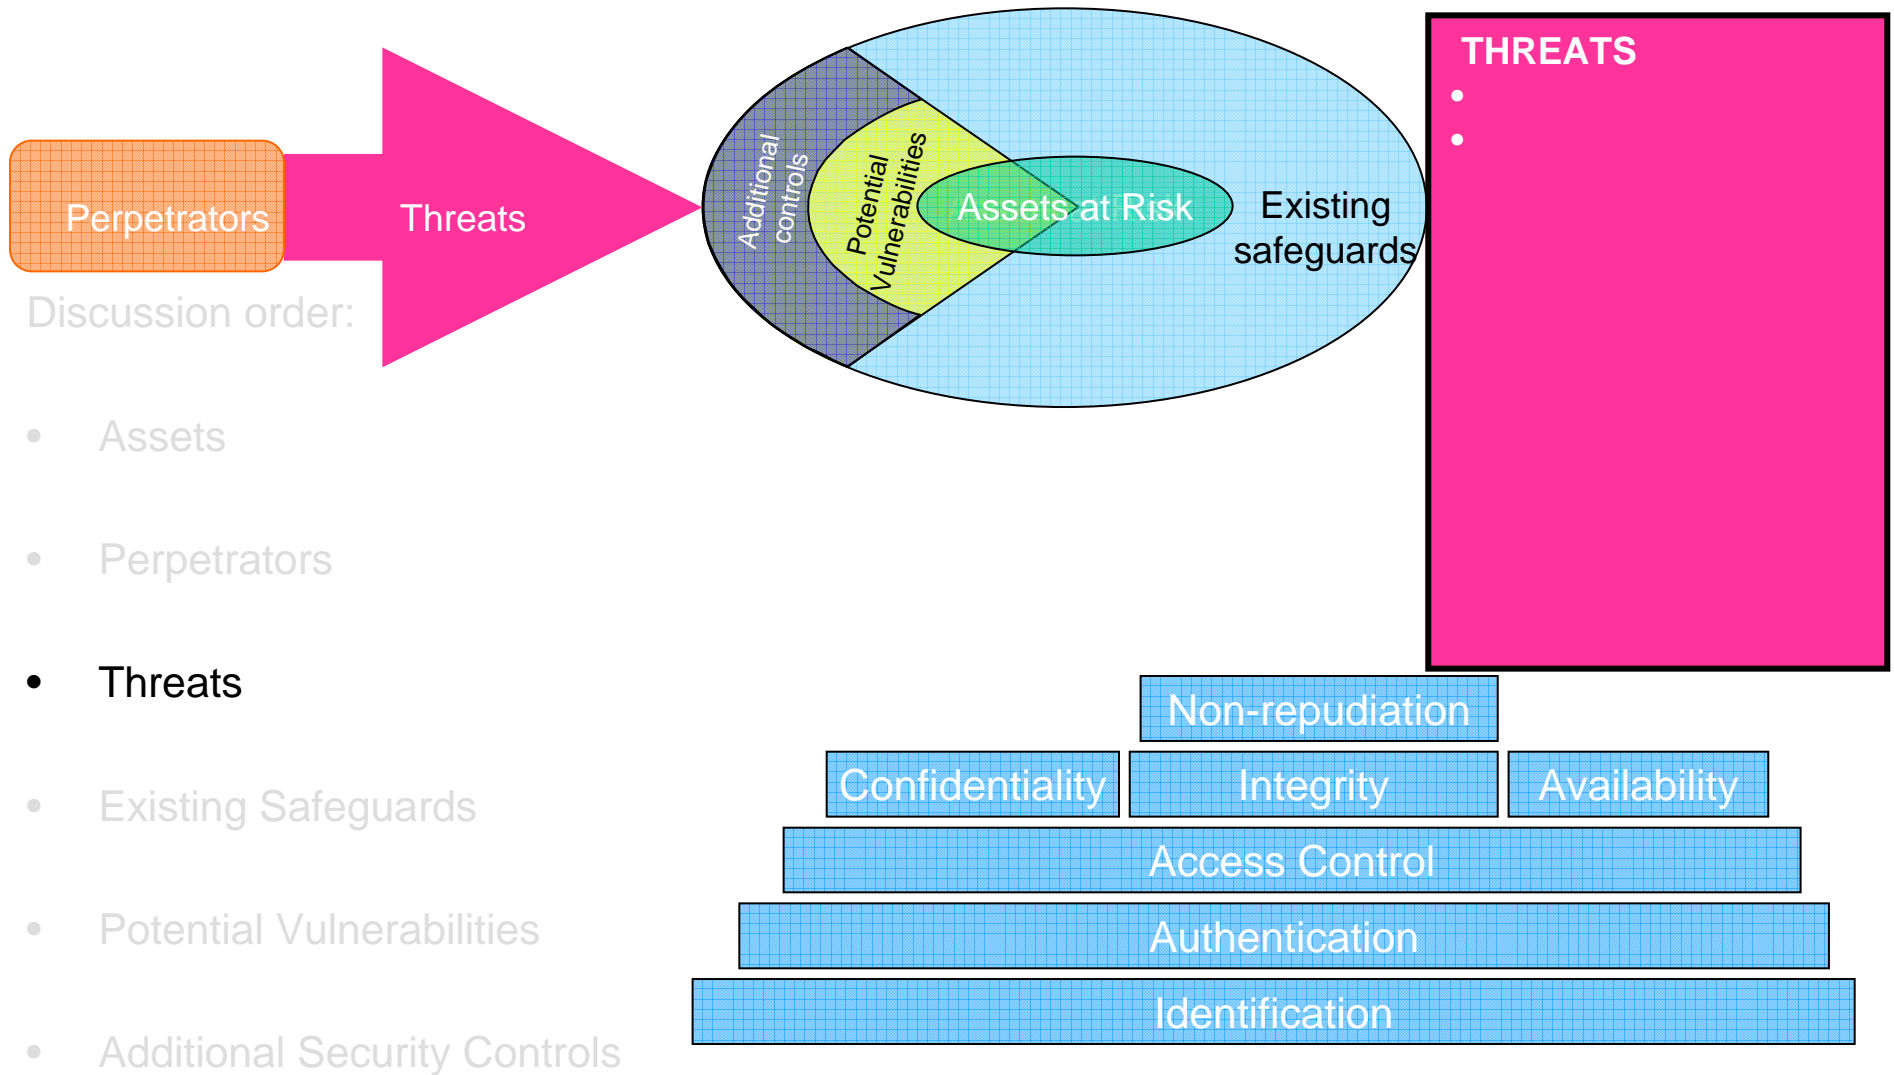 Perpetrators
Threats
Additional
controls
Potential
Vulnerabilities
Assets at Risk
Existing
safeguards
THREATS
•
•
Discussion order:
• Assets
• Perpetrators
• Threats
• Existing Safeguards
• Potential Vulnerabilities
• Additional Security Controls
Non-repudiation
Confidentiality
Integrity
Availability
Access Control
Authentication
Identification